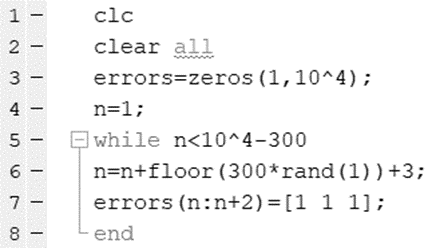 1 – clc
2 – clear all
3 – errors=zeros(1,10^4);
4 – n=1;
5 – while n<10^4-300
6 – n=n+floor(300*rand(1))+3;
7 – errors(n:n+2)=[1 1 1];
8 – end